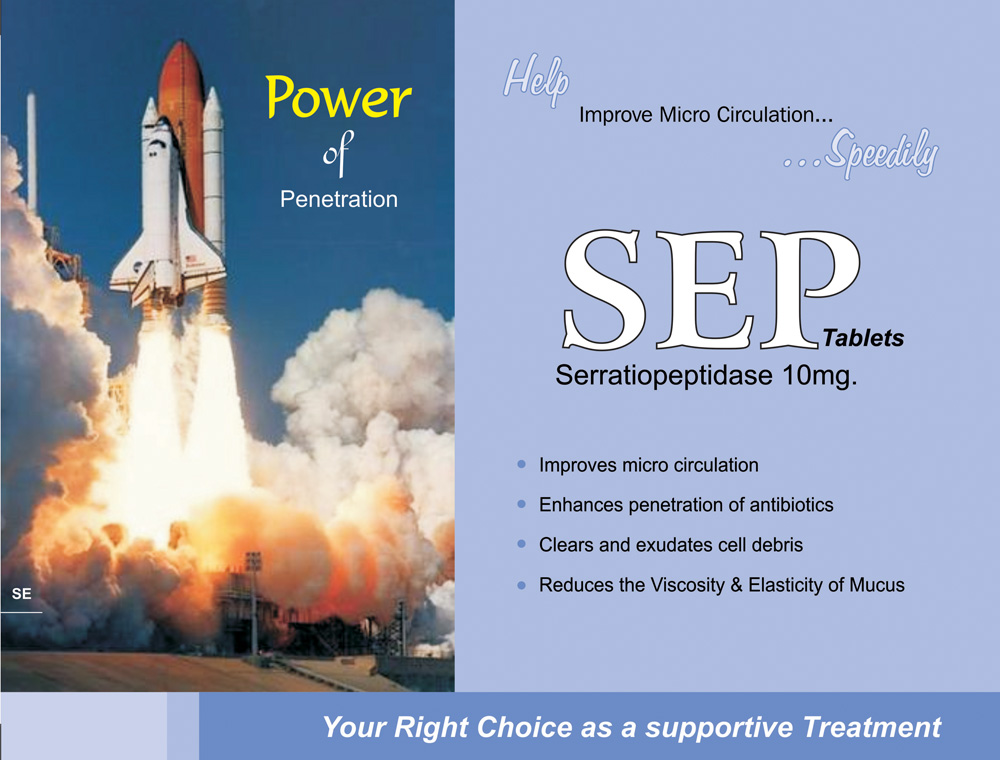 Power
of
Penetration
SE
Help
Improve Micro Circulation...
...Speedily
SEP
Tablets
Serratiopeptidase 10mg.
• Improves micro circulation
• Enhances penetration of antibiotics
• Clears and exudates cell debris
• Reduces the Viscosity & Elasticity of Mucus
Your Right Choice as a supportive Treatment